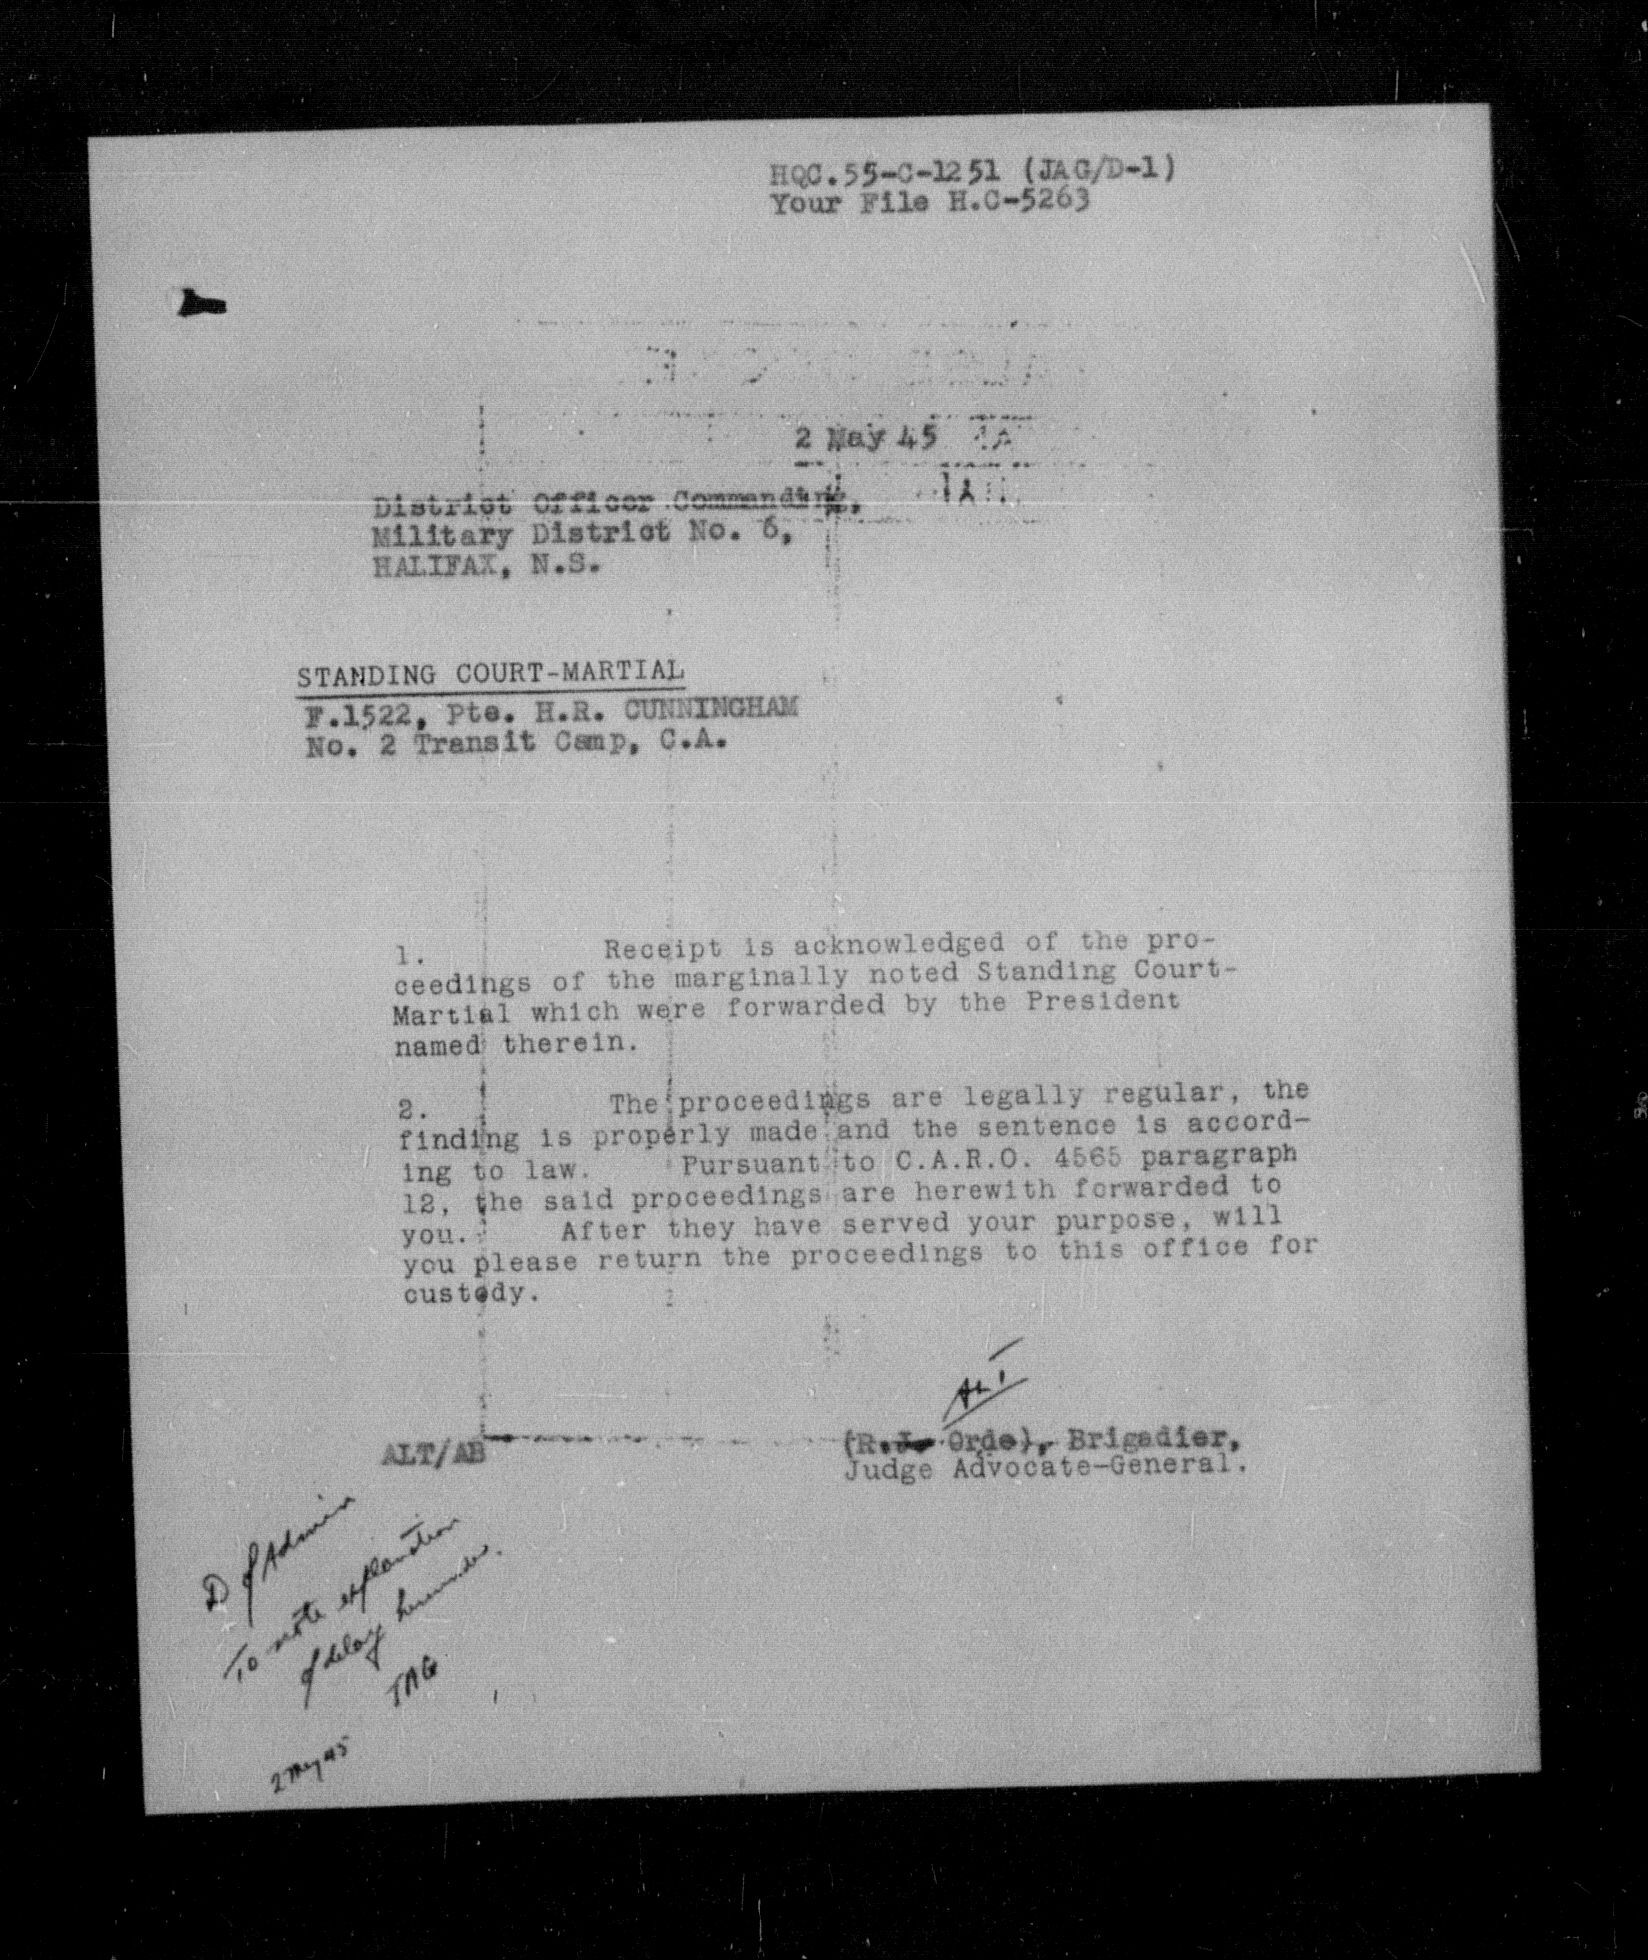 HQC.55-C-1251 (JAG/D-1)
Your File H.C-5263
2 May 45
District Officer Commanding,
Military District No. 6,
HALIFAX, N.S.
STANDING COURT-MARTIAL
F.1522, Pte. H.R. CUNNINGHAM
No. 2 Transit Camp, C.A.
1. Receipt is acknowledged of the pro-
ceedings of the marginally noted Standing Court-
Martial which were forwarded by the President
named therein.
2. The proceedings are legally regular, the
finding is properly made and the sentence is accord-
ing to law. Pursuant to C.A.R.O. 4565 paragraph
12, the said proceedings are herewith forwarded to
you. After they have served your purpose, will
you please return the proceedings to this office for
custody.
ALT
(R.J. Orde), Brigadier,
Judge Advocate-General.
ALT/AB
D of Admin
To note explanation
of delay hereunder.
JAG
2 May 45